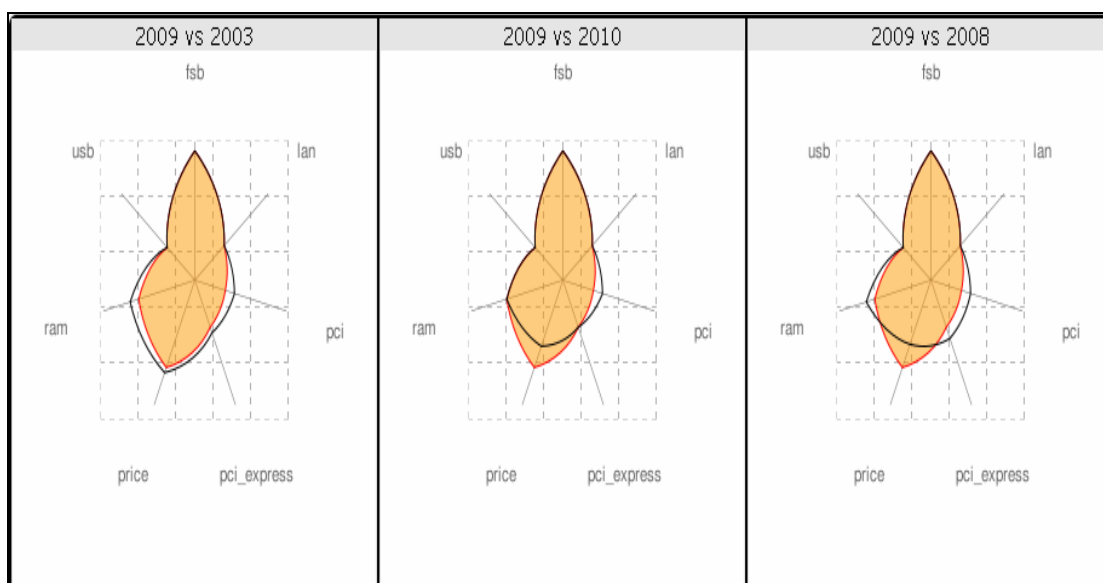 2009 vs 2003
fsb
usb
lan
ram
pci
price
pci_express
2009 vs 2010
fsb
usb
lan
ram
pci
price
pci_express
2009 vs 2008
fsb
usb
lan
ram
pci
price
pci_express